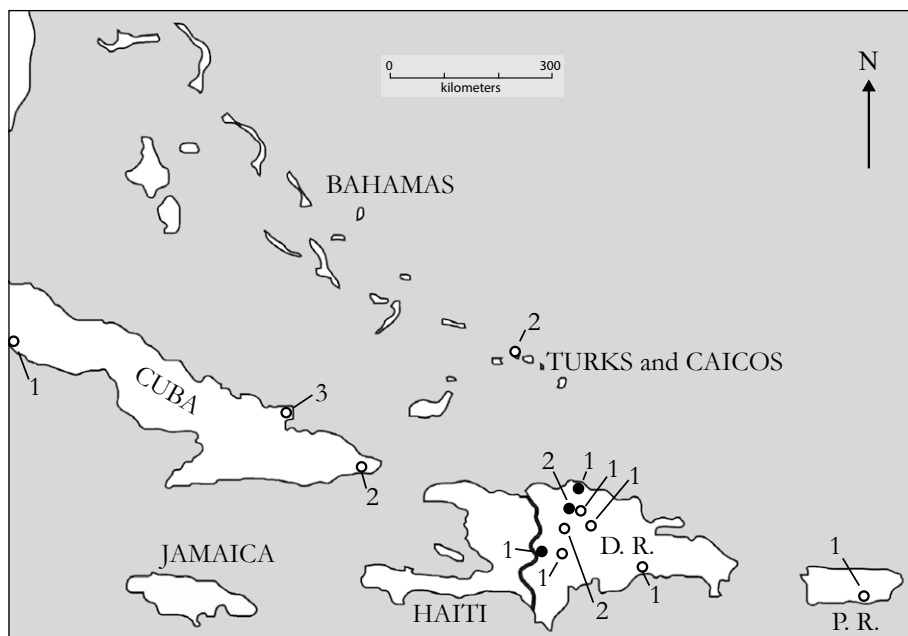 0 300
kilometers
N
BAHAMAS
2
TURKS and CAICOS
1
CUBA
3
2
2 1 1 1
JAMAICA
1
1
D. R.
1
HAITI
2
1
P. R.